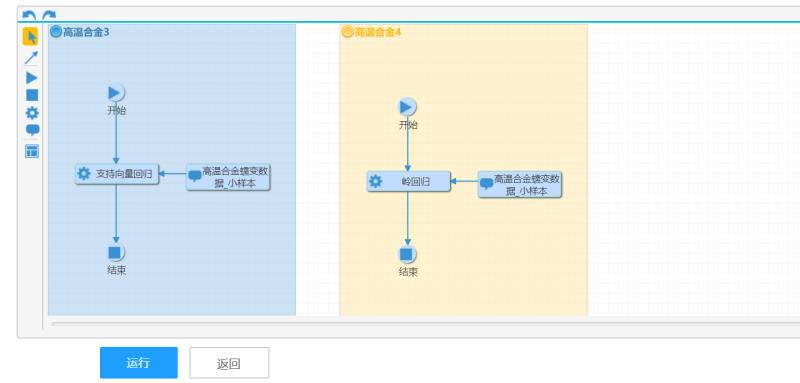 高温合金3
开始
支持向量回归
高温合金蠕变数
据_小样本
结束
高温合金4
开始
岭回归
高温合金蠕变数
据_小样本
结束
运行
返回